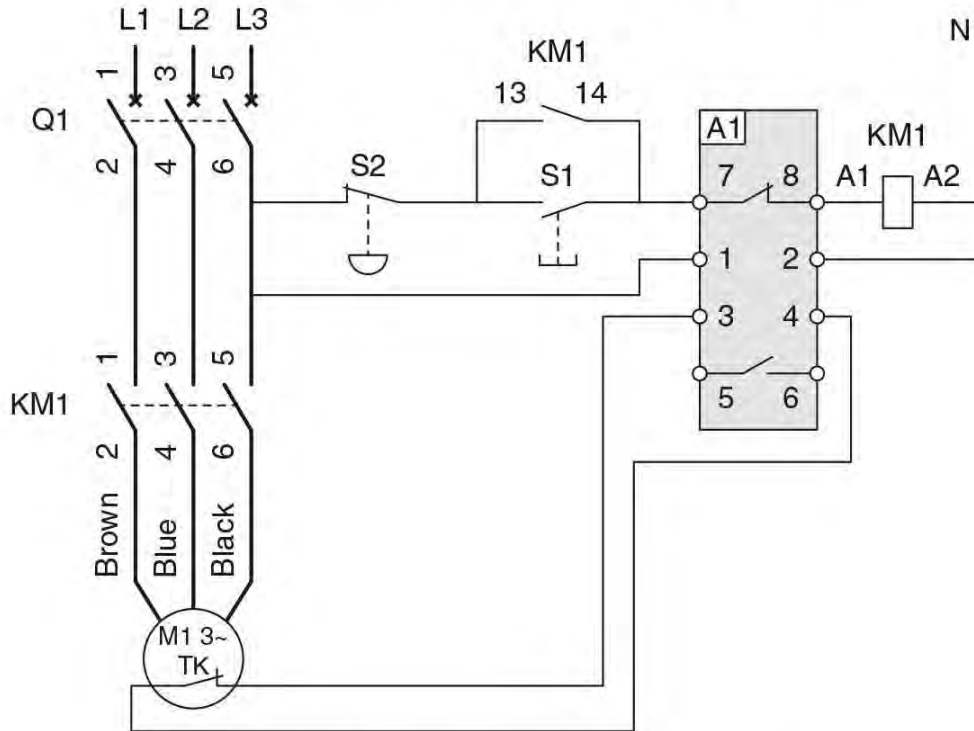 L1 L2 L3
N
KM1
1 3 5
13 14
Q1
A1
KM1
2 4 6
S2
S1
7 8
A1 A2
1 2
3 4
1 3 5
KM1
5 6
2 4 6
Brown
Blue
Black
M1 3~
TK